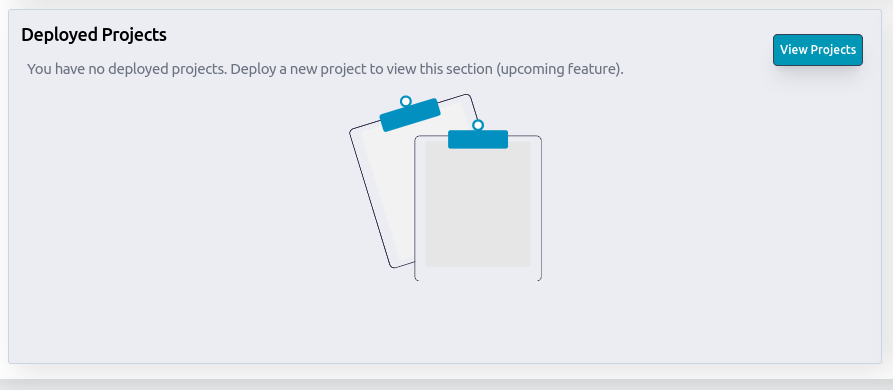 Deployed Projects
View Projects
You have no deployed projects. Deploy a new project to view this section (upcoming feature).